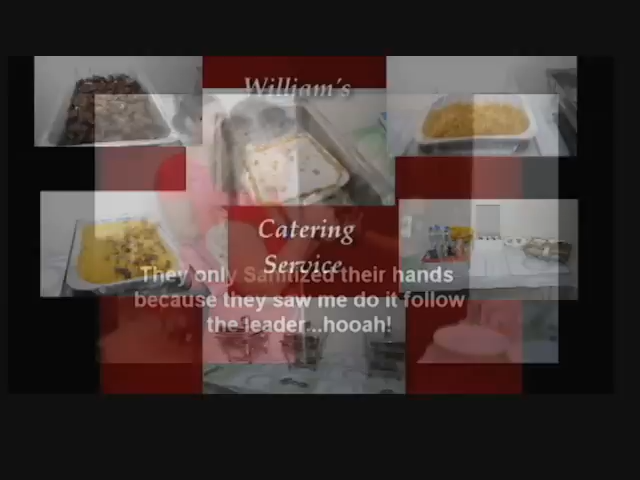 William's
Catering
Service
They only Sanitized their hands
because they saw me do it follow
the leader...hooah!